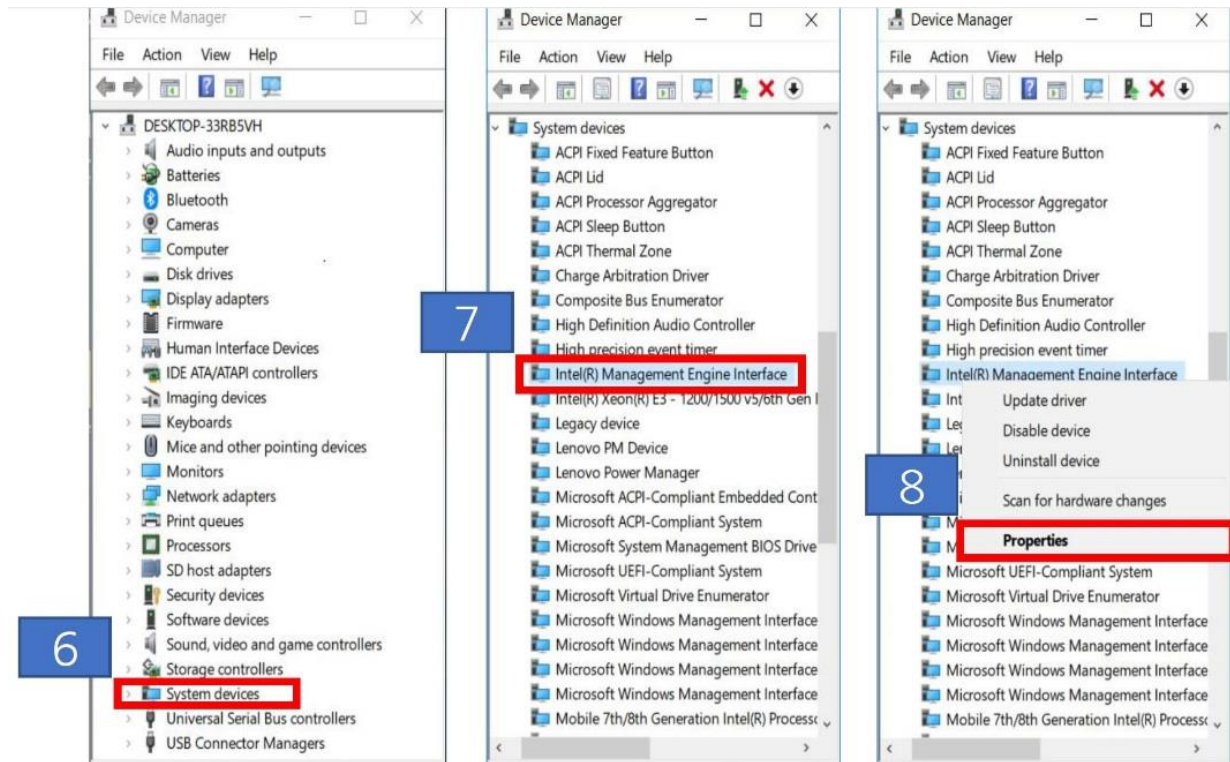 Device Manager
File Action View Help
DESKTOP-33RB5VH
Audio inputs and outputs
Batteries
Bluetooth
Cameras
Computer
Disk drives
Display adapters
Firmware
Human Interface Devices
IDE ATA/ATAPI controllers
Imaging devices
Keyboards
Mice and other pointing devices
Monitors
Network adapters
Print queues
Processors
SD host adapters
Security devices
Software devices
Sound, video and game controllers
Storage controllers
6
System devices
Universal Serial Bus controllers
USB Connector Managers
Device Manager
File Action View Help
System devices
ACPI Fixed Feature Button
ACPI Lid
ACPI Processor Aggregator
ACPI Sleep Button
ACPI Thermal Zone
Charge Arbitration Driver
Composite Bus Enumerator
High Definition Audio Controller
7
High precision event timer
Intel(R) Management Engine Interface
Intel(R) Xeon(R) E3 - 1200/1500 v5/6th Gen I
Legacy device
Lenovo PM Device
Lenovo Power Manager
Microsoft ACPI-Compliant Embedded Cont
Microsoft ACPI-Compliant System
Microsoft System Management BIOS Drive
Microsoft UEFI-Compliant System
Microsoft Virtual Drive Enumerator
Microsoft Windows Management Interface
Microsoft Windows Management Interface
Microsoft Windows Management Interface
Microsoft Windows Management Interface
Mobile 7th/8th Generation Intel(R) Processo
Device Manager
File Action View Help
System devices
ACPI Fixed Feature Button
ACPI Lid
ACPI Processor Aggregator
ACPI Sleep Button
ACPI Thermal Zone
Charge Arbitration Driver
Composite Bus Enumerator
High Definition Audio Controller
High precision event timer
Intel(R) Management Engine Interface
Int
Update driver
Leg
Disable device
Len
Uninstall device
8
Scan for hardware changes
M
Properties
M
Microsoft UEFI-Compliant System
Microsoft Virtual Drive Enumerator
Microsoft Windows Management Interface
Microsoft Windows Management Interface
Microsoft Windows Management Interface
Microsoft Windows Management Interface
Mobile 7th/8th Generation Intel(R) Processo